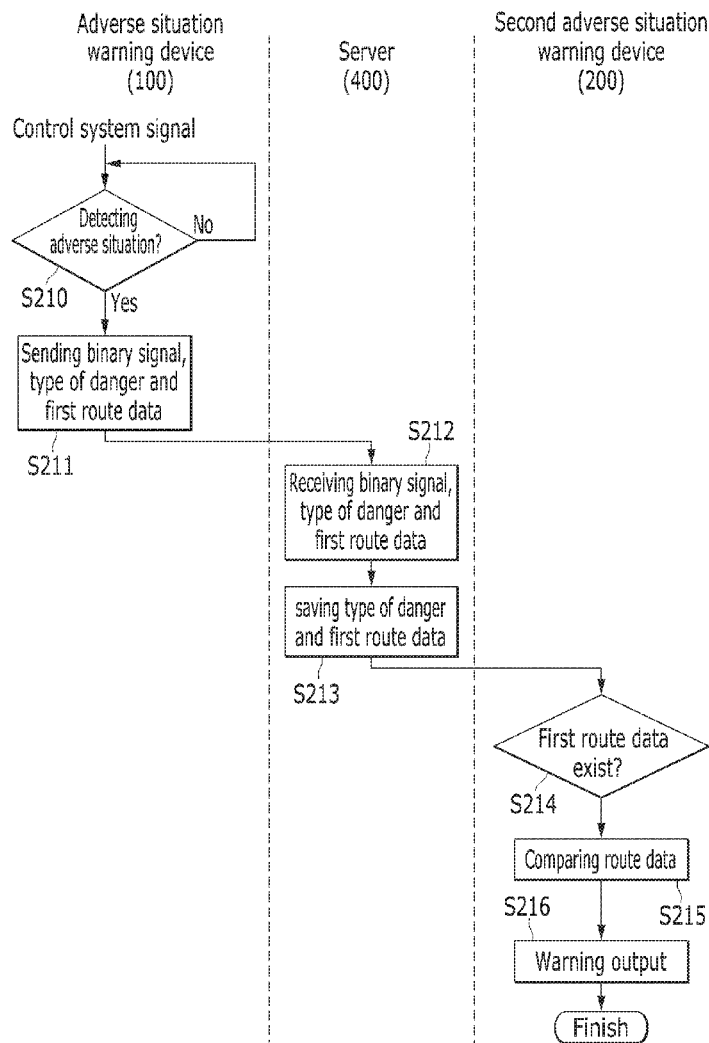 Adverse situation
warning device
(100)
Server
(400)
Second adverse situation
warning device
(200)
Control system signal
Detecting
adverse situation?
No
S210
Yes
Sending binary signal,
type of danger and
first route data
S211
S212
Receiving binary signal,
type of danger and
first route data
saving type of danger
and first route data
S213
First route data
exist?
S214
Comparing route data
S215
S216
Warning output
Finish